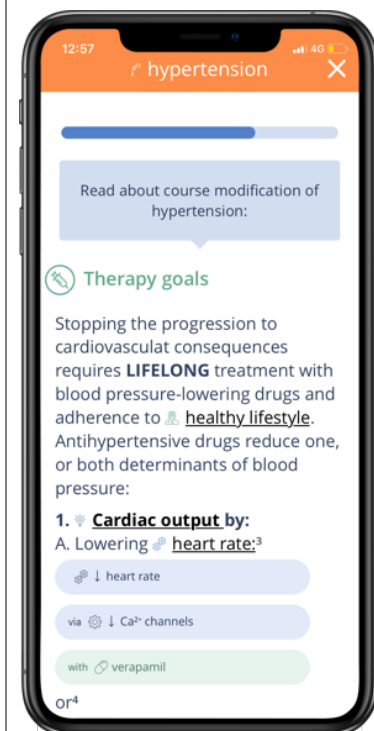 12:57
4G
hypertension
Read about course modification of
hypertension:
Therapy goals
Stopping the progression to
cardiovasculat consequences
requires LIFELONG treatment with
blood pressure-lowering drugs and
adherence to healthy lifestyle.
Antihypertensive drugs reduce one,
or both determinants of blood
pressure:
1. Cardiac output by:
A. Lowering heart rate:³
↓ heart rate
via ↓ Ca²⁺ channels
with verapamil
or⁴